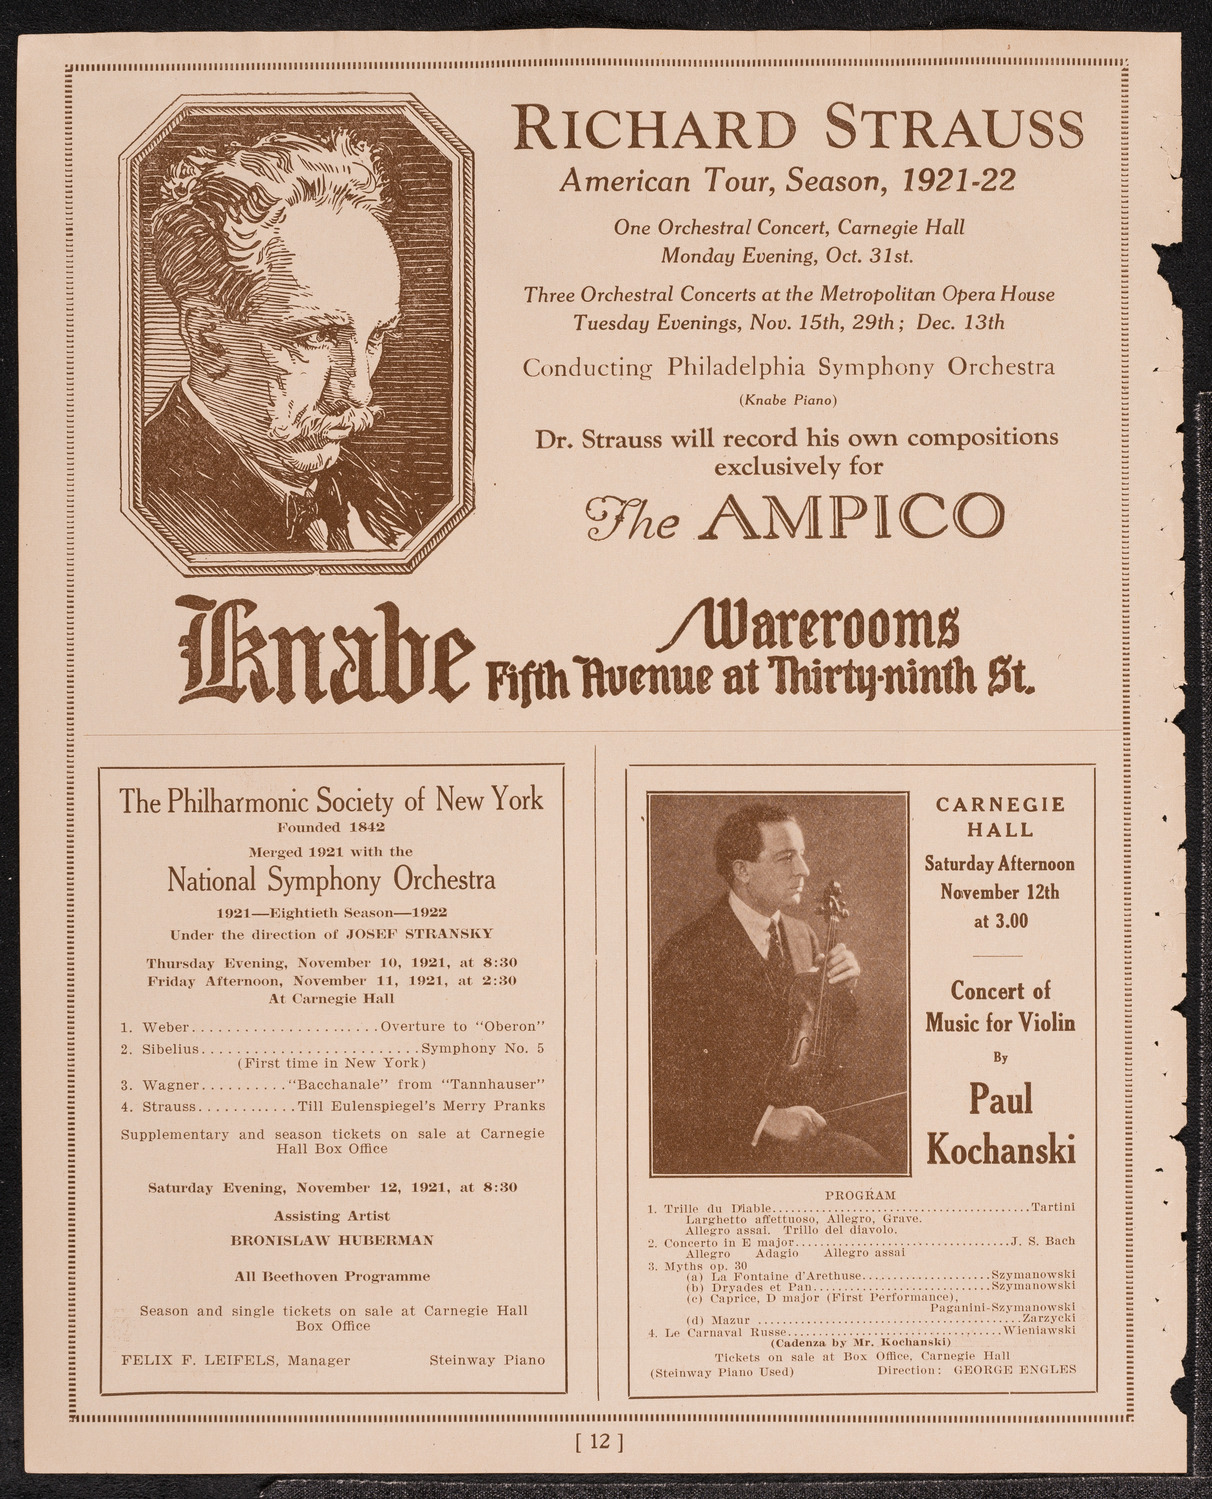 RICHARD STRAUSS
American Tour, Season, 1921-22
One Orchestral Concert, Carnegie Hall
Monday Evening, Oct. 31st.
Three Orchestral Concerts at the Metropolitan Opera House
Tuesday Evenings, Nov. 15th, 29th; Dec. 13th
Conducting Philadelphia Symphony Orchestra
(Knabe Piano)
Dr. Strauss will record his own compositions
exclusively for
The AMPICO
Knabe Warerooms
Fifth Avenue at Thirty-ninth St.
The Philharmonic Society of New York
Founded 1842
Merged 1921 with the
National Symphony Orchestra
1921—Eightieth Season—1922
Under the direction of JOSEF STRANSKY
Thursday Evening, November 10, 1921, at 8:30
Friday Afternoon, November 11, 1921, at 2:30
At Carnegie Hall
1. Weber......................Overture to "Oberon"
2. Sibelius.........................Symphony No. 5
(First time in New York)
3. Wagner.........."Bacchanale" from "Tannhauser"
4. Strauss............Till Eulenspiegel's Merry Pranks
Supplementary and season tickets on sale at Carnegie
Hall Box Office
Saturday Evening, November 12, 1921, at 8:30
Assisting Artist
BRONISLAW HUBERMAN
All Beethoven Programme
Season and single tickets on sale at Carnegie Hall
Box Office
FELIX F. LEIFELS, Manager Steinway Piano
CARNEGIE
HALL
Saturday Afternoon
November 12th
at 3.00
Concert of
Music for Violin
By
Paul
Kochanski
PROGRAM
1. Trille du Diable.......................................Tartini
Larghetto affettuoso, Allegro, Grave.
Allegro assai. Trillo del diavolo.
2. Concerto in E major.................................J. S. Bach
Allegro Adagio Allegro assai
3. Myths op. 30
(a) La Fontaine d'Arethuse....................Szymanowski
(b) Dryades et Pan............................Szymanowski
(c) Caprice, D major (First Performance),
Paganini-Szymanowski
(d) Mazur .........................................Zarzycki
4. Le Carnaval Russe.................................Wieniawski
(Cadenza by Mr. Kochanski)
Tickets on sale at Box Office, Carnegie Hall
(Steinway Piano Used) Direction: GEORGE ENGLES
[ 12 ]